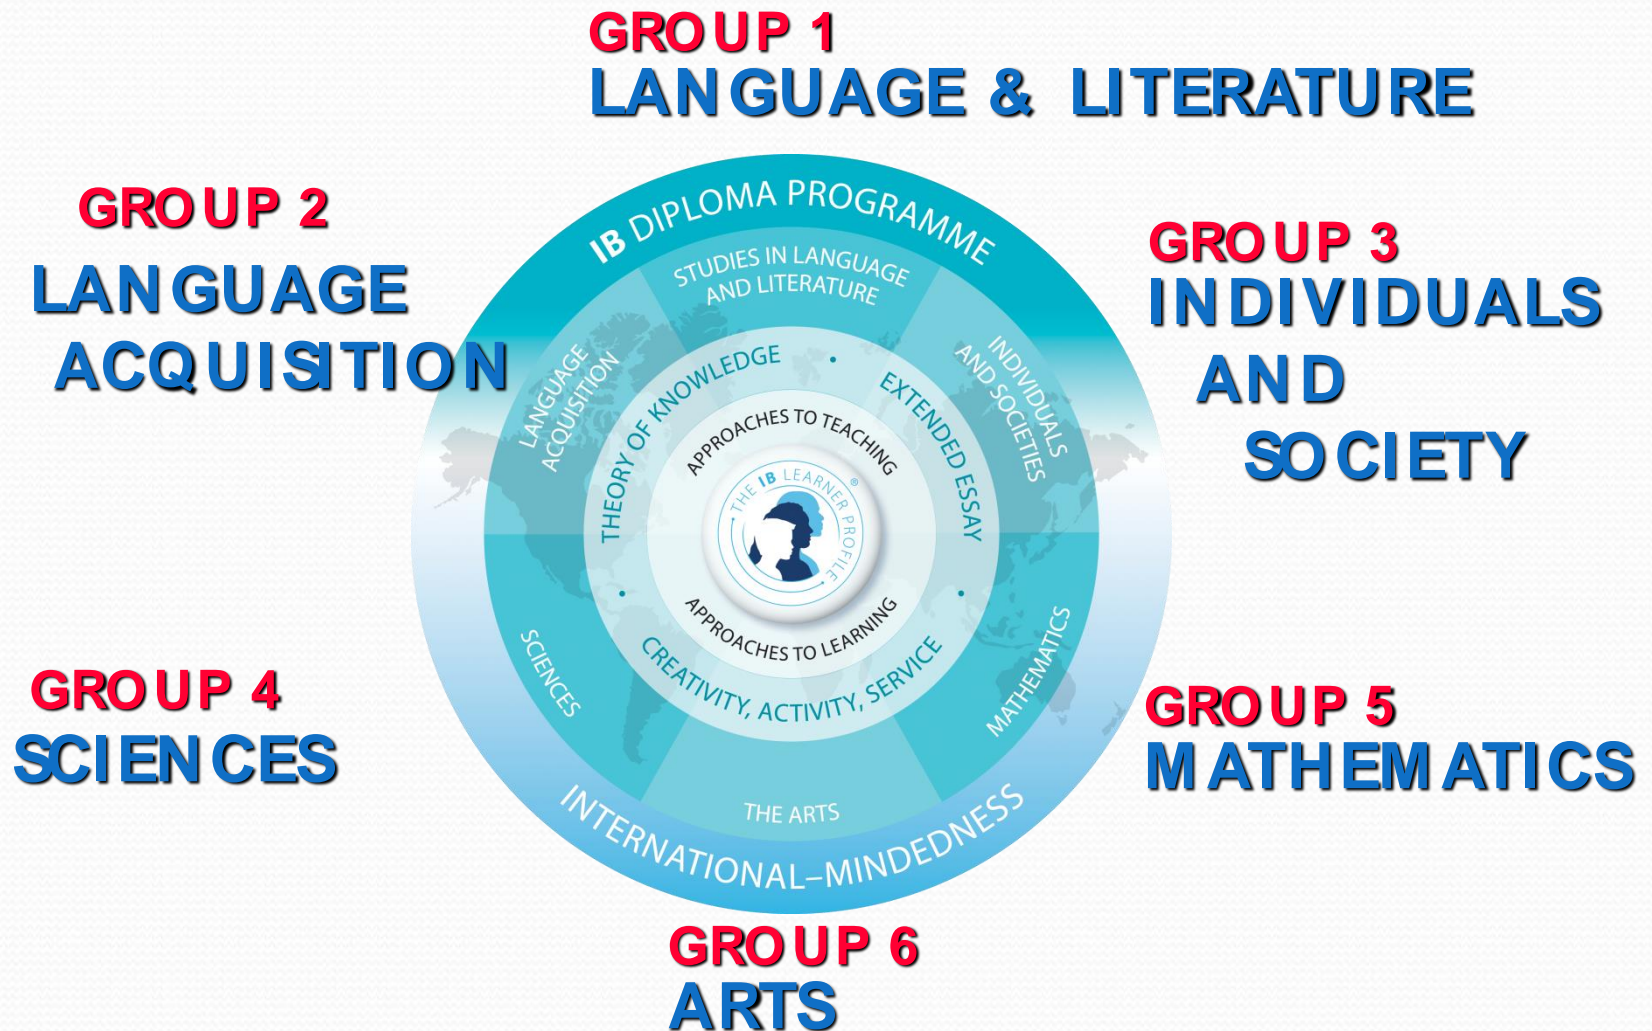 GROUP 1
LANGUAGE & LITERATURE
GROUP 2
LANGUAGE
ACQUISITION
GROUP 3
INDIVIDUALS
AND
SOCIETY
IB DIPLOMA PROGRAMME
STUDIES IN LANGUAGE
AND LITERATURE
LANGUAGE
ACQUISITION
INDIVIDUALS
AND SOCIETIES
THEORY OF KNOWLEDGE
EXTENDED ESSAY
APPROACHES TO TEACHING
THE IB LEARNER PROFILE ®
APPROACHES TO LEARNING
CREATIVITY, ACTIVITY, SERVICE
SCIENCES
MATHEMATICS
THE ARTS
INTERNATIONAL–MINDEDNESS
GROUP 4
SCIENCES
GROUP 5
MATHEMATICS
GROUP 6
ARTS